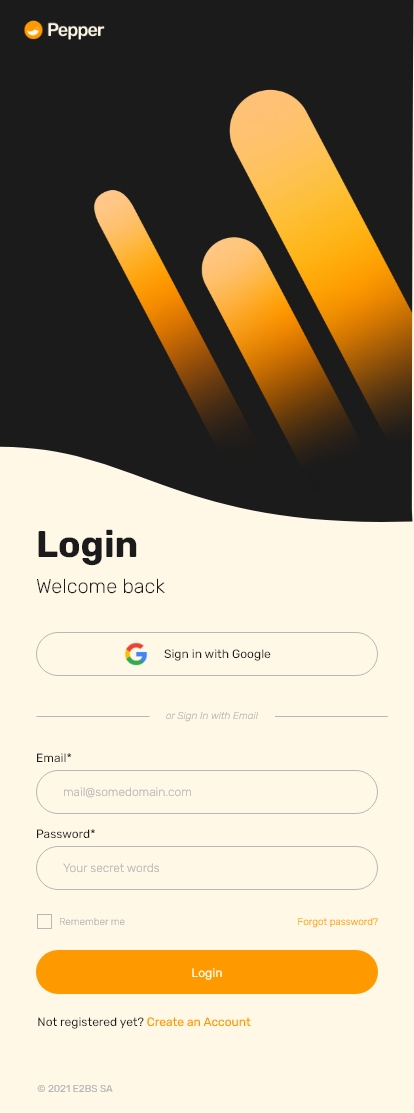 Pepper
Login
Welcome back
Sign in with Google
or Sign In with Email
Email*
mail@somedomain.com
Password*
Your secret words
Remember me
Forgot password?
Login
Not registered yet? Create an Account
© 2021 E2BS SA